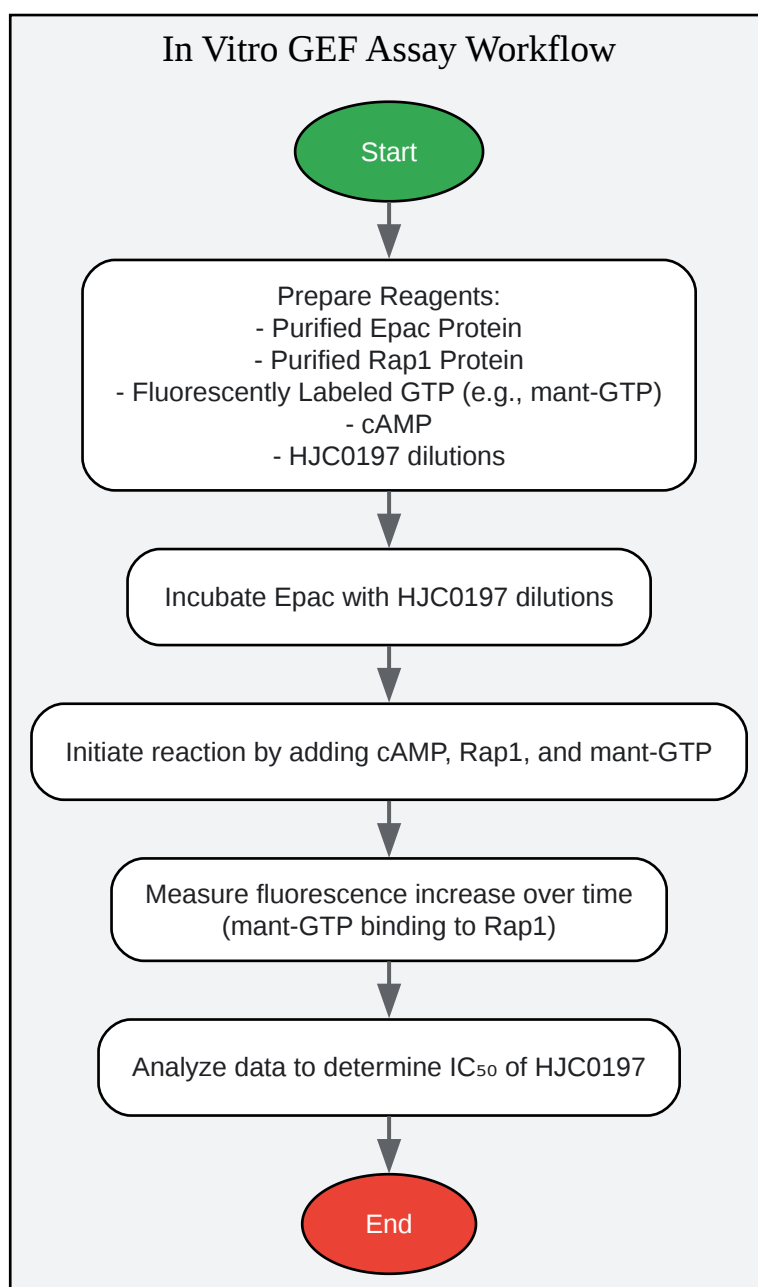 In Vitro GEF Assay Workflow
Start
Prepare Reagents:
- Purified Epac Protein
- Purified Rap1 Protein
- Fluorescently Labeled GTP (e.g., mant-GTP)
- cAMP
- HJC0197 dilutions
Incubate Epac with HJC0197 dilutions
Initiate reaction by adding cAMP, Rap1, and mant-GTP
Measure fluorescence increase over time
(mant-GTP binding to Rap1)
Analyze data to determine IC₅₀ of HJC0197
End